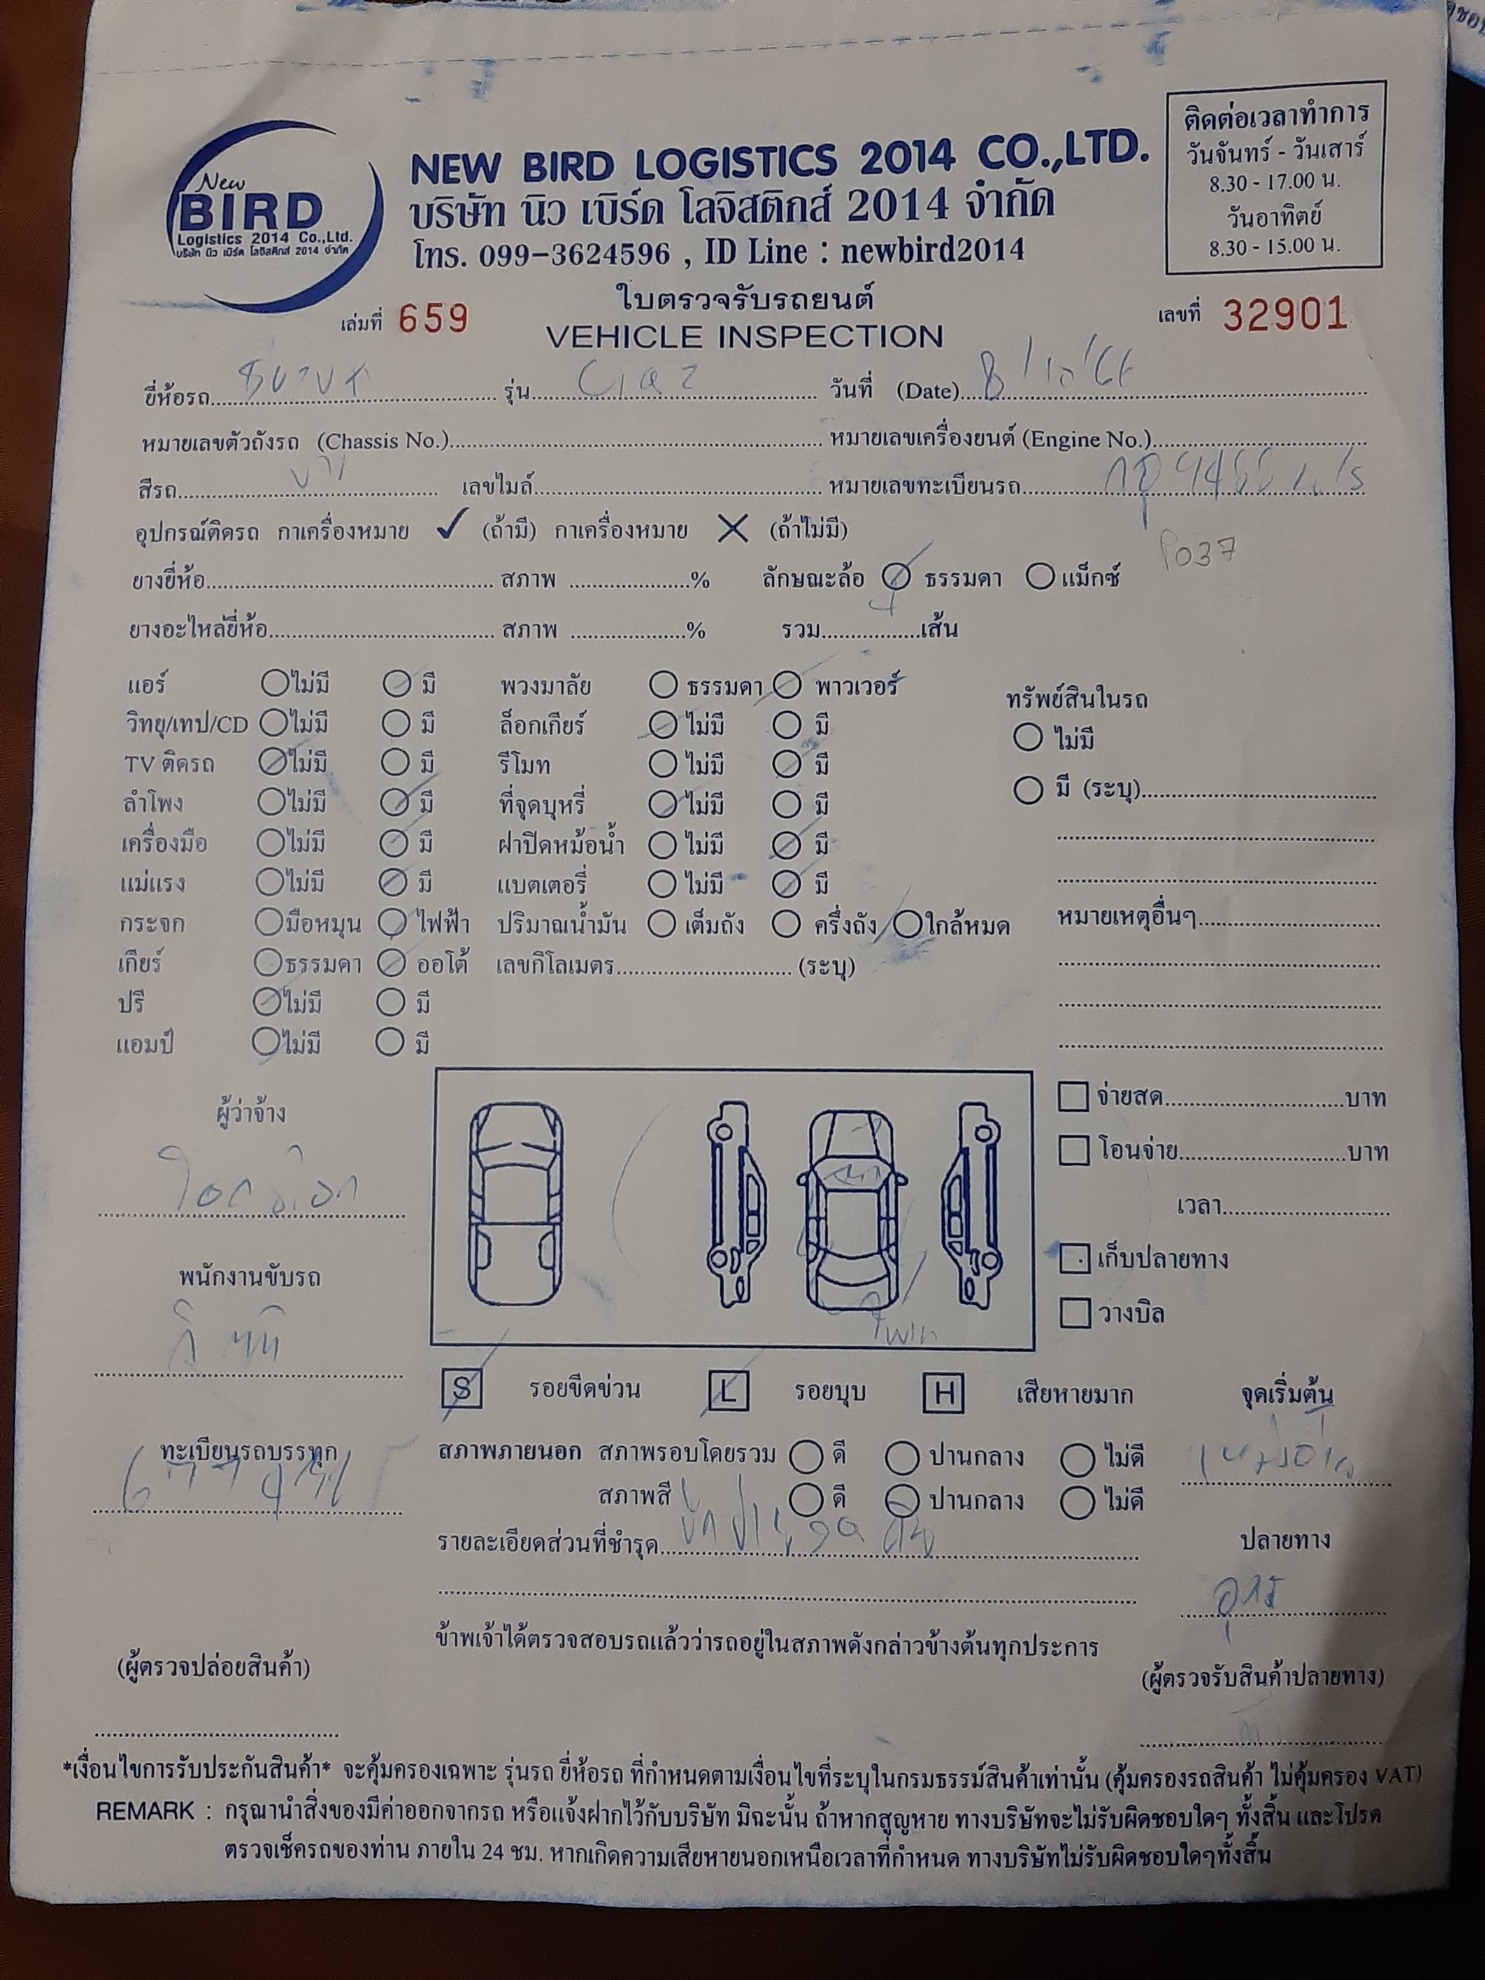 New
BIRD
Logistics 2014 Co.,Ltd.
บริษัท นิว เบิร์ด โลจิสติกส์ 2014 จำกัด
NEW BIRD LOGISTICS 2014 CO.,LTD.
บริษัท นิว เบิร์ด โลจิสติกส์ 2014 จำกัด
โทร. 099-3624596 , ID Line : newbird2014
ติดต่อเวลาทำการ
วันจันทร์ - วันเสาร์
8.30 - 17.00 น.
วันอาทิตย์
8.30 - 15.00 น.
เล่มที่ 659
ใบตรวจรับรถยนต์
VEHICLE INSPECTION
เลขที่ 32901
ยี่ห้อรถ.......... รุ่น.......... Ciaz วันที่ (Date)..........
หมายเลขตัวถังรถ (Chassis No.).......... หมายเลขเครื่องยนต์ (Engine No.)..........
สีรถ.......... เลขไมล์.......... หมายเลขทะเบียนรถ..........
อุปกรณ์ติดรถ กาเครื่องหมาย ✓ (ถ้ามี) กาเครื่องหมาย ✕ (ถ้าไม่มี)
P037
ยางยี่ห้อ.......... สภาพ ..........% ลักษณะล้อ ธรรมดา แม็กซ์
ยางอะไหล่ยี่ห้อ.......... สภาพ ..........% รวม..... 4 .....เส้น
แอร์ ไม่มี มี พวงมาลัย ธรรมดา พาวเวอร์
ทรัพย์สินในรถ
วิทยุ/เทป/CD ไม่มี มี ล็อกเกียร์ ไม่มี มี
ไม่มี
TV ติดรถ ไม่มี มี รีโมท ไม่มี มี
มี (ระบุ)..........
ลำโพง ไม่มี มี ที่จุดบุหรี่ ไม่มี มี
เครื่องมือ ไม่มี มี ฝาปิดหม้อน้ำ ไม่มี มี
แม่แรง ไม่มี มี แบตเตอรี่ ไม่มี มี
กระจก มือหมุน ไฟฟ้า ปริมาณน้ำมัน เต็มถัง ครึ่งถัง ใกล้หมด
หมายเหตุอื่นๆ..........
เกียร์ ธรรมดา ออโต้ เลขกิโลเมตร.......... (ระบุ)
ปรี ไม่มี มี
แอมป์ ไม่มี มี
ผู้ว่าจ้าง
จ่ายสด..........บาท
โอนจ่าย..........บาท
เวลา..........
พนักงานขับรถ
เก็บปลายทาง
วางบิล
S รอยขีดข่วน L รอยบุบ H เสียหายมาก
จุดเริ่มต้น
ทะเบียนรถบรรทุก
สภาพภายนอก สภาพรอบโดยรวม ดี ปานกลาง ไม่ดี
สภาพสี ดี ปานกลาง ไม่ดี
รายละเอียดส่วนที่ชำรุด..........
ปลายทาง
ข้าพเจ้าได้ตรวจสอบรถแล้วว่ารถอยู่ในสภาพดังกล่าวข้างต้นทุกประการ
(ผู้ตรวจปล่อยสินค้า)
(ผู้ตรวจรับสินค้าปลายทาง)
*เงื่อนไขการรับประกันสินค้า* จะคุ้มครองเฉพาะ รุ่นรถ ยี่ห้อรถ ที่กำหนดตามเงื่อนไขที่ระบุในกรมธรรม์สินค้าเท่านั้น (คุ้มครองรถสินค้า ไม่คุ้มครอง VAT)
REMARK : กรุณานำสิ่งของมีค่าออกจากรถ หรือแจ้งฝากไว้กับบริษัท มิฉะนั้น ถ้าหากสูญหาย ทางบริษัทจะไม่รับผิดชอบใดๆ ทั้งสิ้น และโปรด
ตรวจเช็ครถของท่าน ภายใน 24 ชม. หากเกิดความเสียหายนอกเหนือเวลาที่กำหนด ทางบริษัทไม่รับผิดชอบใดๆทั้งสิ้น